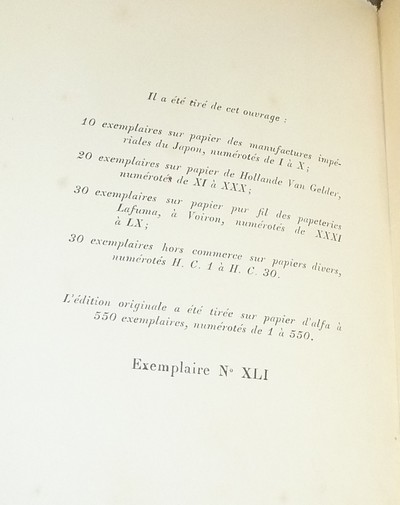 Il a été tiré de cet ouvrage :
10 exemplaires sur papier des manufactures impé-
riales du Japon, numérotés de I à X ;
20 exemplaires sur papier de Hollande Van Gelder,
numérotés de XI à XXX ;
30 exemplaires sur papier pur fil des papeteries
Lafuma, à Voiron, numérotés de XXXI
à LX ;
30 exemplaires hors commerce sur papiers divers,
numérotés H. C. 1 à H. C. 30.
L'édition originale a été tirée sur papier d'alfa à
550 exemplaires, numérotés de 1 à 550.
Exemplaire N° XLI